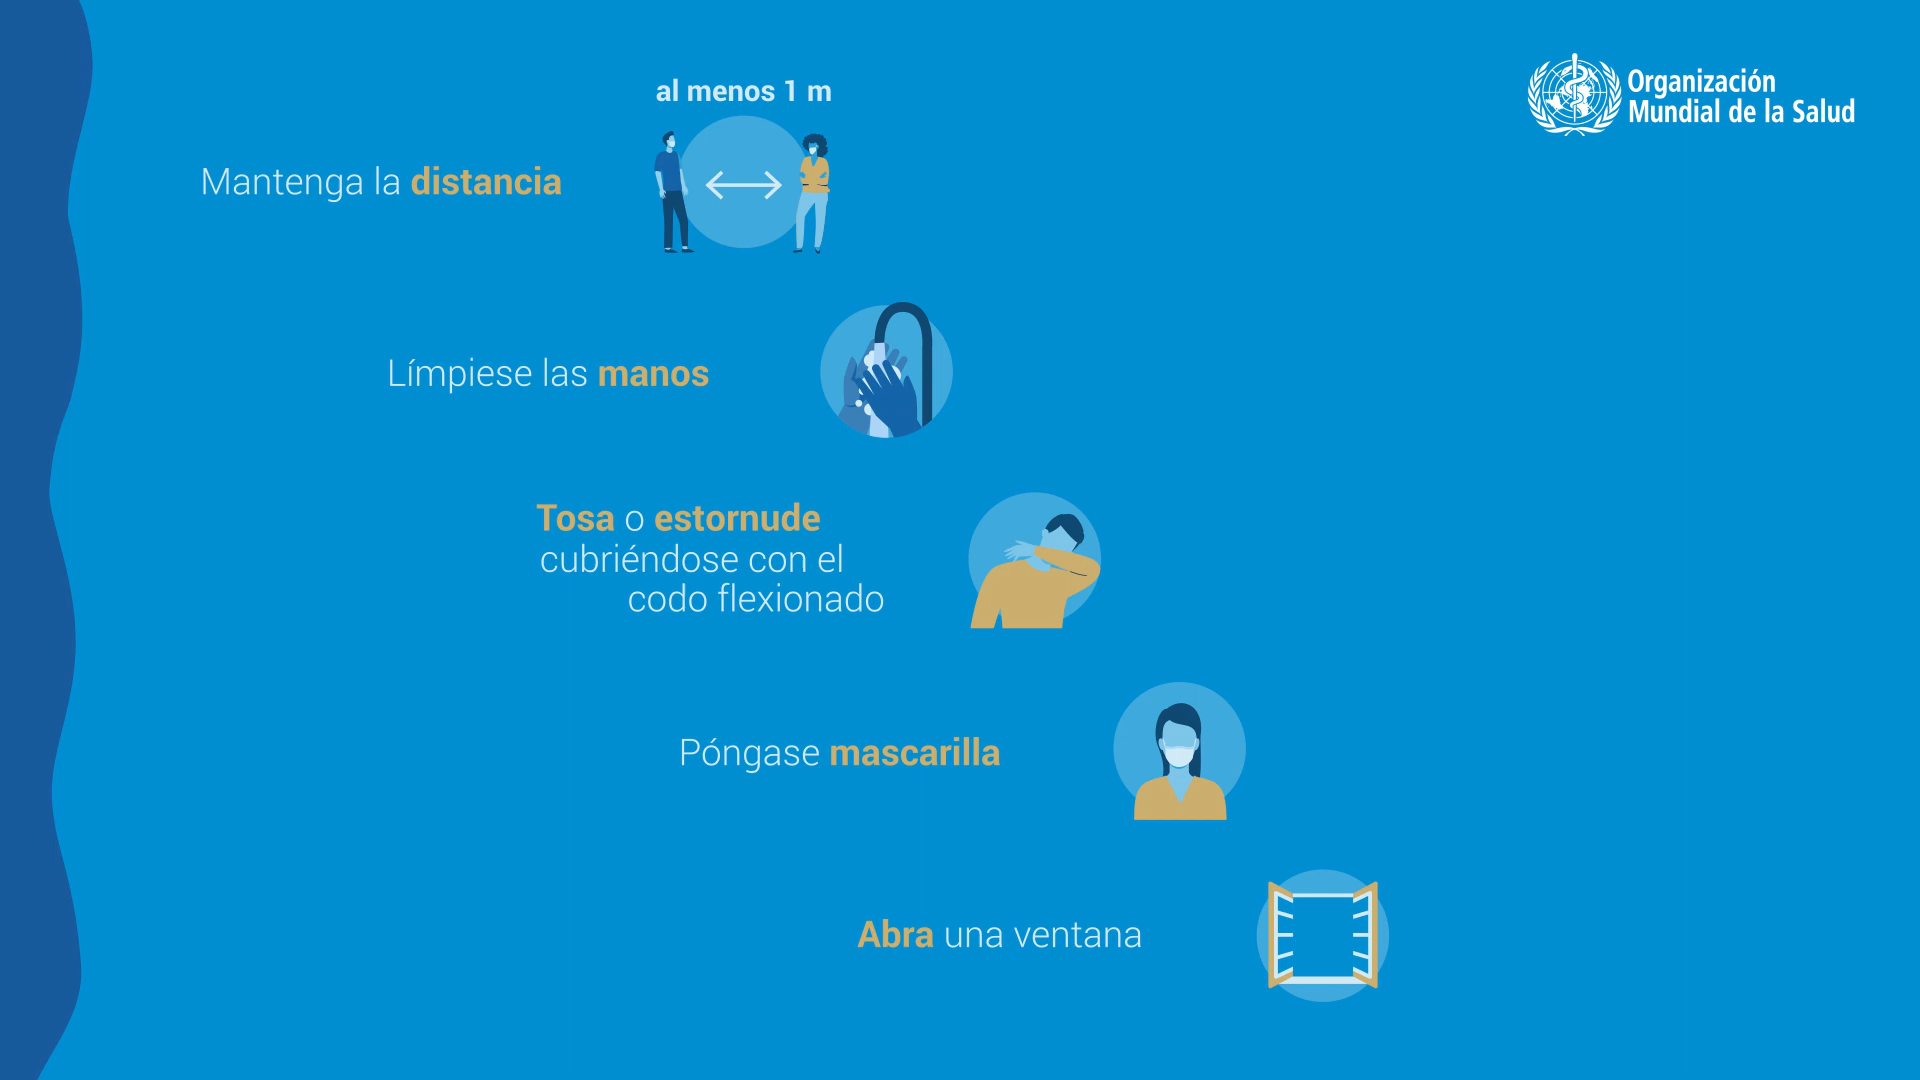 al menos 1 m
Organización
Mundial de la Salud
Mantenga la distancia
Límpiese las manos
Tosa o estornude
cubriéndose con el
codo flexionado
Póngase mascarilla
Abra una ventana